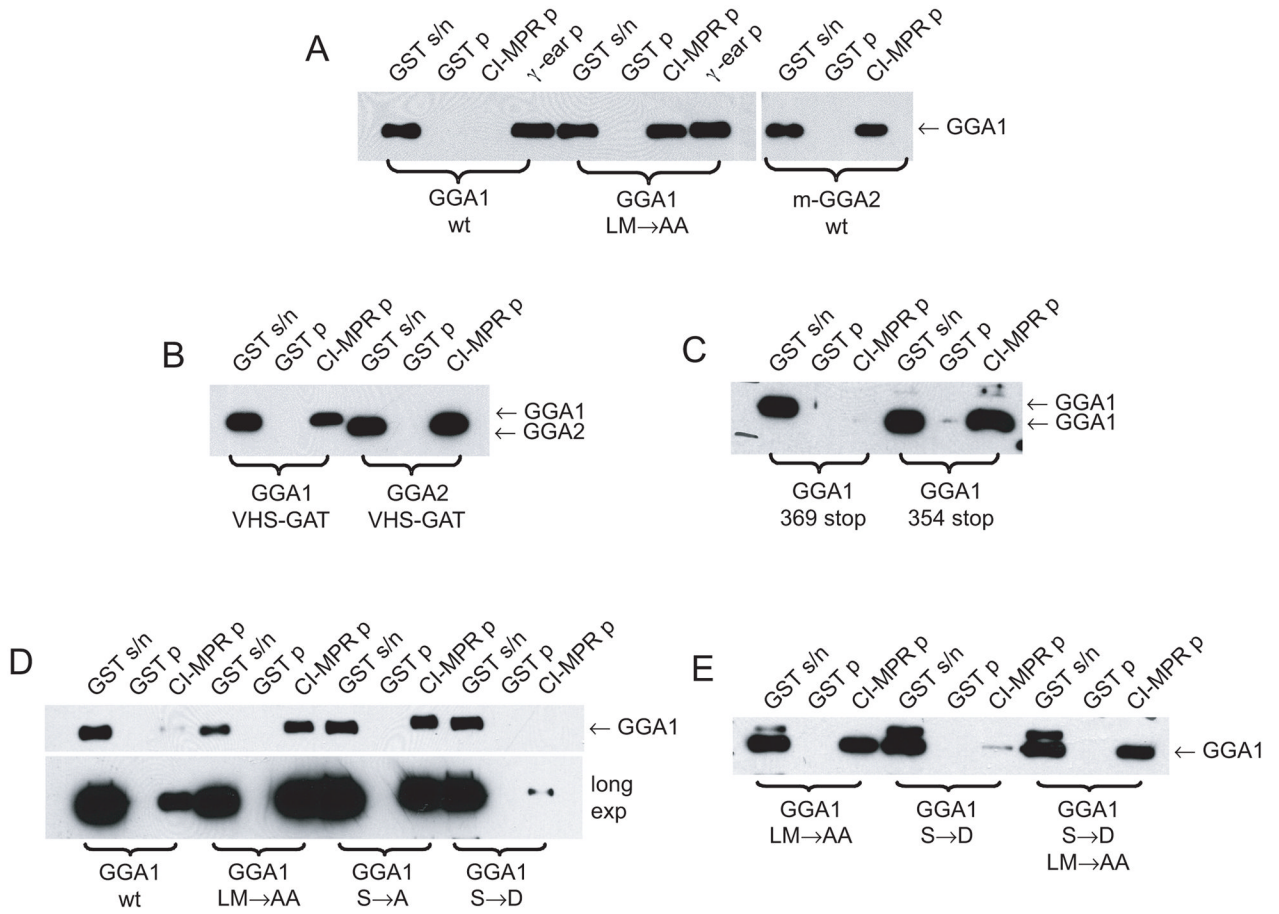 A
GST s/n GST p CI-MPR p γ-ear p GST s/n GST p CI-MPR p γ-ear p GST s/n GST p CI-MPR p
← GGA1
GGA1 GGA1 m-GGA2
wt LM→AA wt
B
GST s/n GST p CI-MPR p GST s/n GST p CI-MPR p
← GGA1
← GGA2
GGA1 GGA2
VHS-GAT VHS-GAT
C
GST s/n GST p CI-MPR p GST s/n GST p CI-MPR p
← GGA1
← GGA1
GGA1 GGA1
369 stop 354 stop
D
GST s/n GST p CI-MPR p GST s/n GST p CI-MPR p GST s/n GST p CI-MPR p GST s/n GST p CI-MPR p
← GGA1
long
exp
GGA1 GGA1 GGA1 GGA1
wt LM→AA S→A S→D
E
GST s/n GST p CI-MPR p GST s/n GST p CI-MPR p GST s/n GST p CI-MPR p
← GGA1
GGA1 GGA1 GGA1
LM→AA S→D S→D
LM→AA